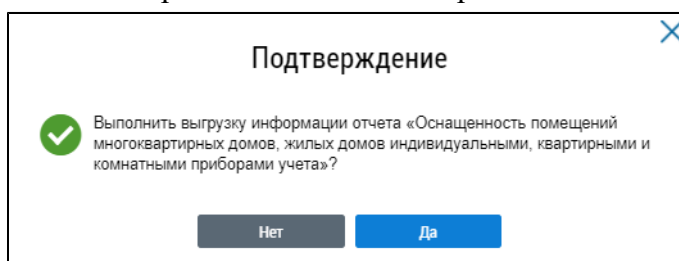 Подтверждение
Выполнить выгрузку информации отчета «Оснащенность помещений
многоквартирных домов, жилых домов индивидуальными, квартирными и
комнатными приборами учета»?
Нет
Да